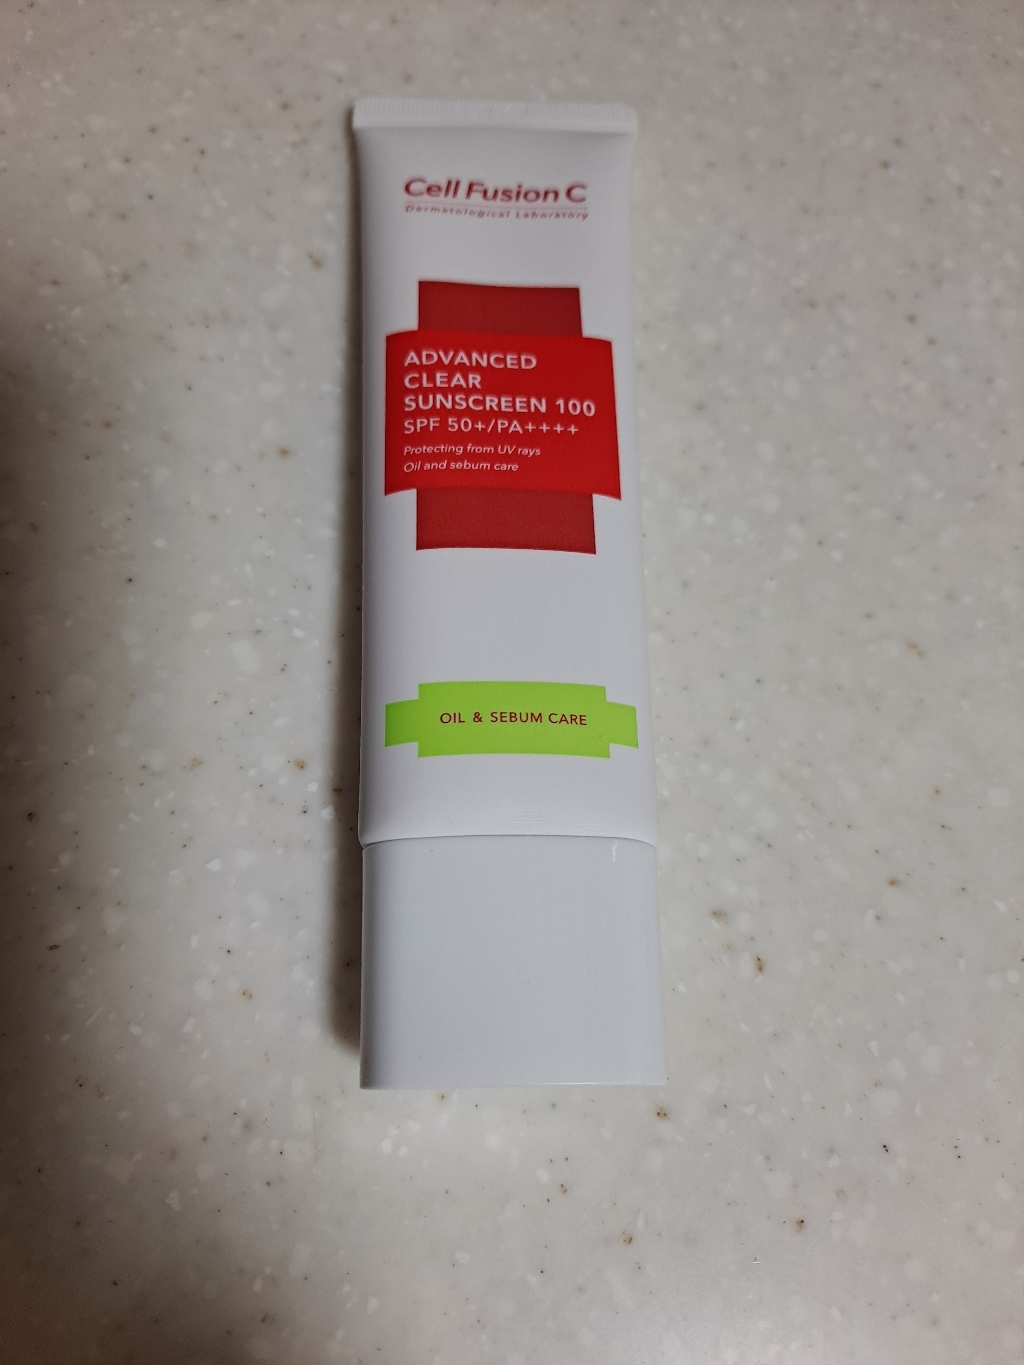 Cell Fusion C
Dermatological Laboratory
ADVANCED
CLEAR
SUNSCREEN 100
SPF 50+/PA++++
Protecting from UV rays
Oil and sebum care
OIL & SEBUM CARE